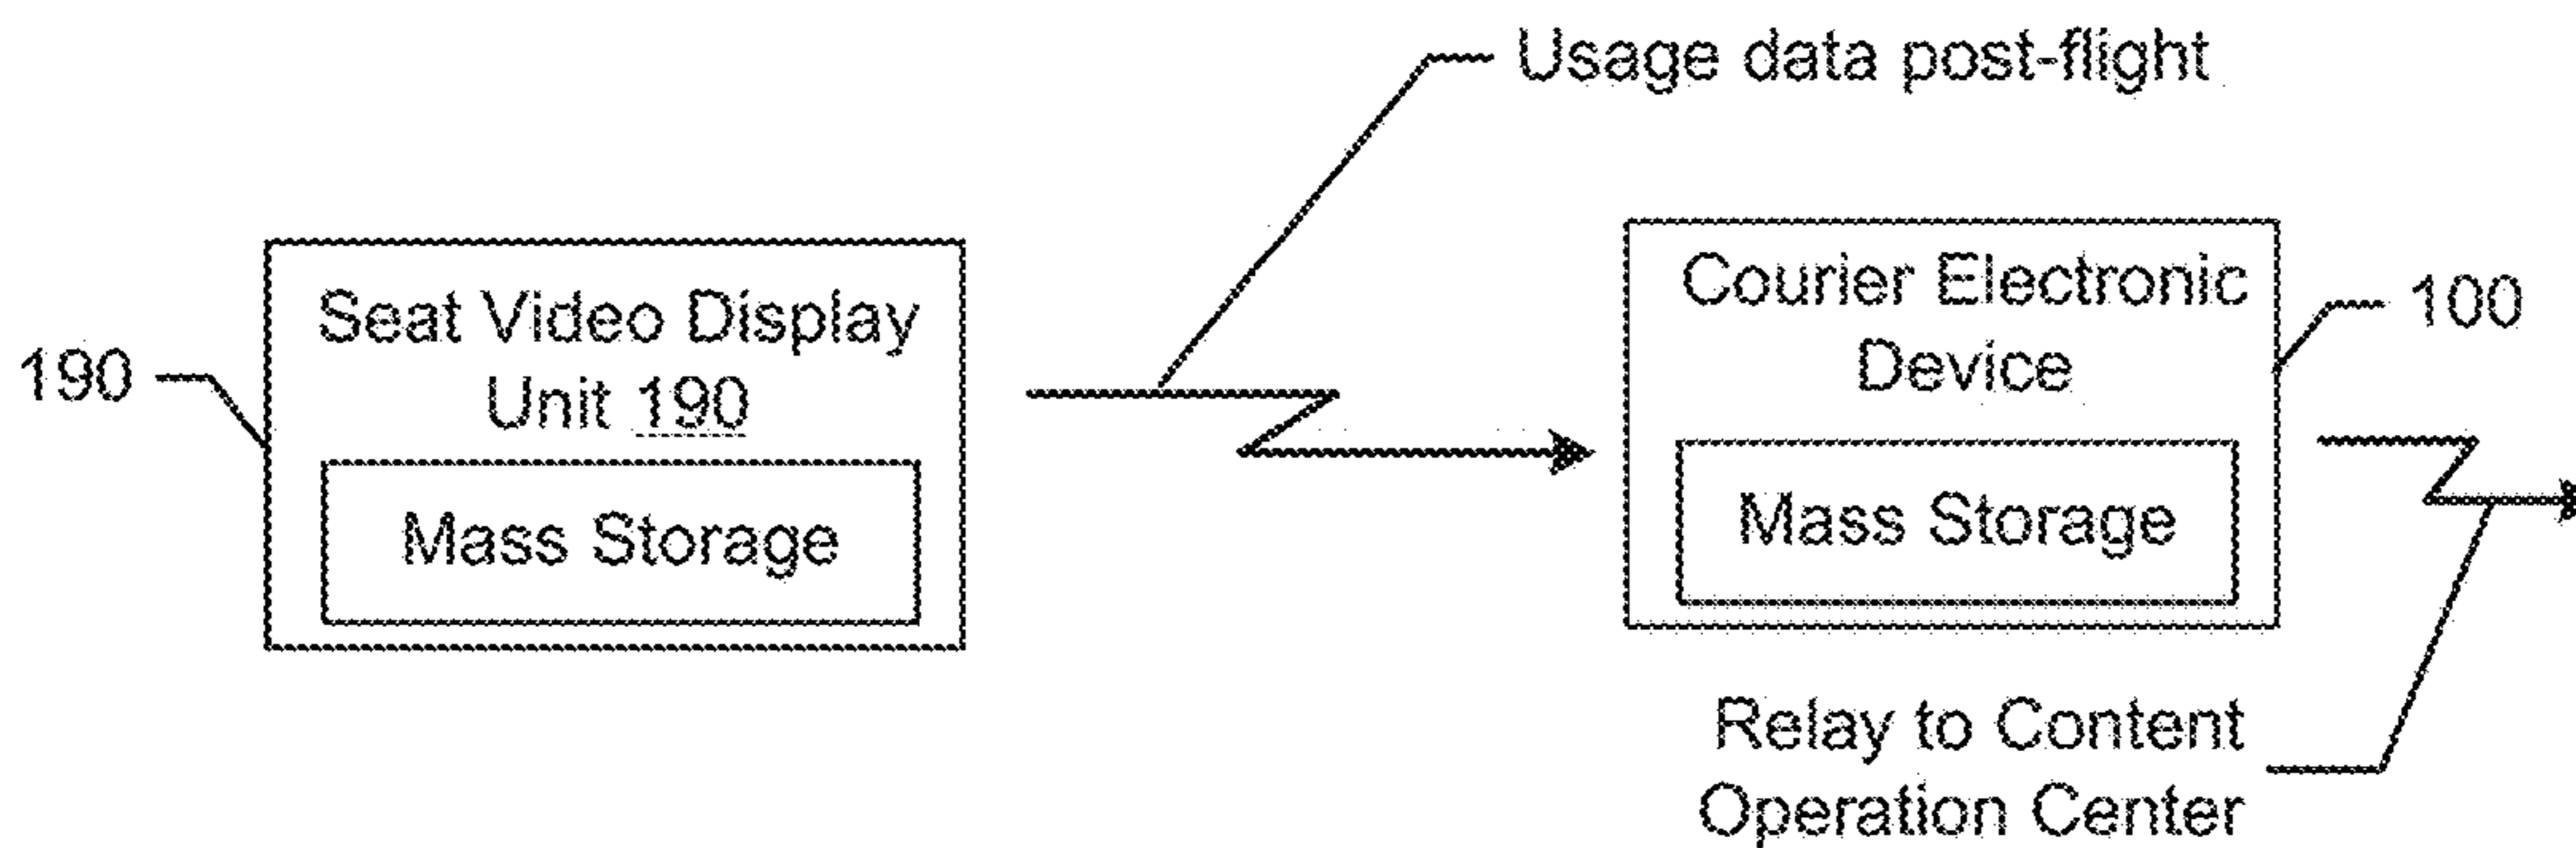 Usage data post-flight
Seat Video Display
Unit 190
Mass Storage
190
Courier Electronic
Device
Mass Storage
100
Relay to Content
Operation Center